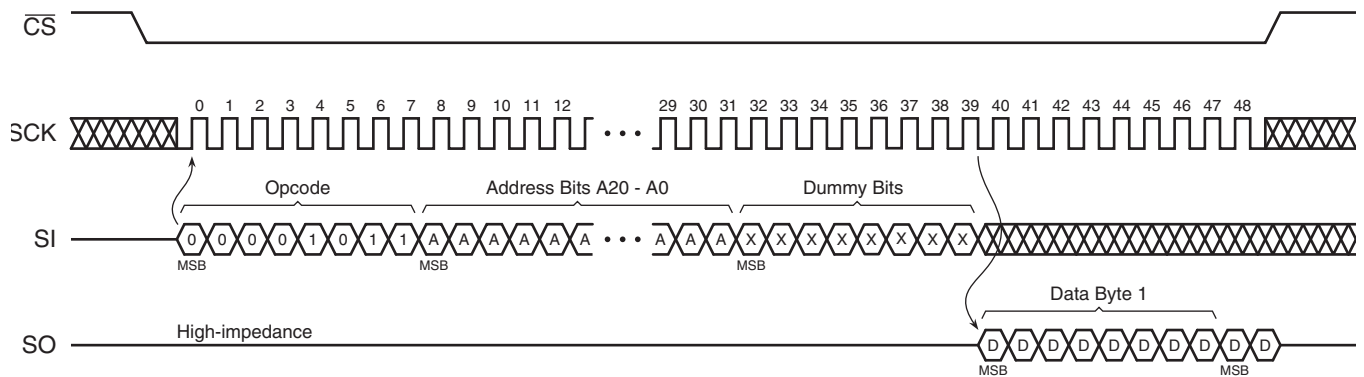 CS
0 1 2 3 4 5 6 7 8 9 10 11 12 29 30 31 32 33 34 35 36 37 38 39 40 41 42 43 44 45 46 47 48
SCK
Opcode Address Bits A20 - A0 Dummy Bits
SI 0 0 0 0 1 0 1 1 A A A A A A A A A X X X X X X X X
MSB MSB MSB
Data Byte 1
High-impedance
SO D D D D D D D D D D
MSB MSB